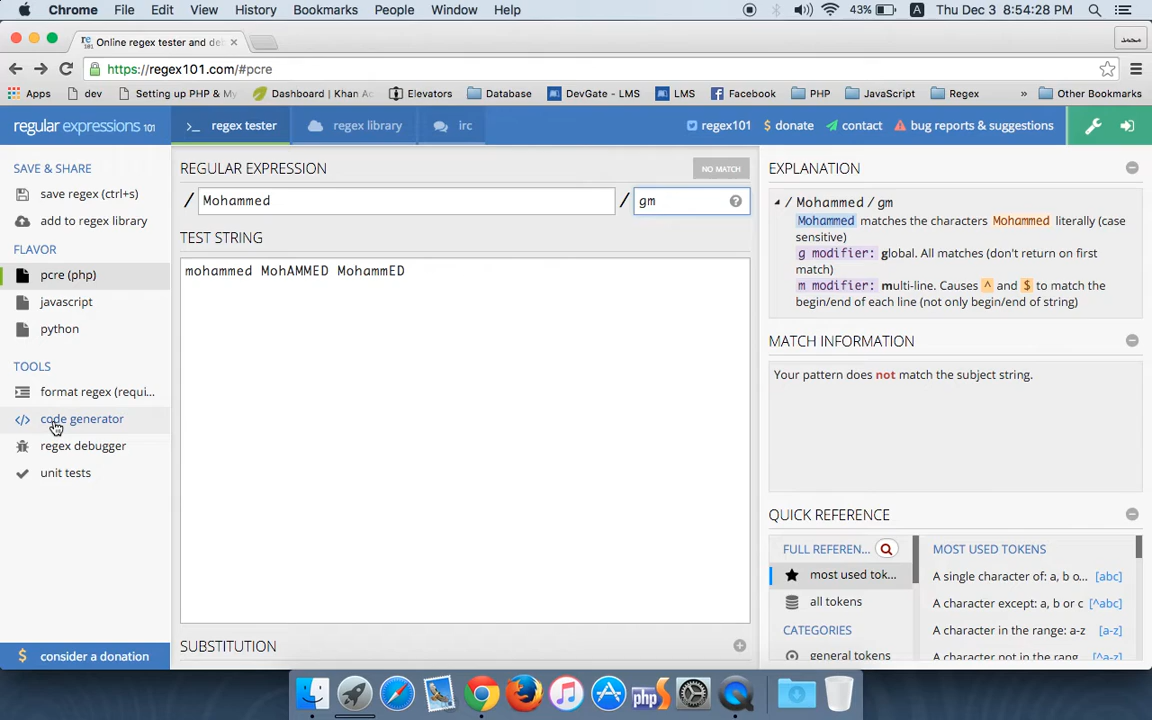 Chrome File Edit View History Bookmarks People Window Help 43% A Thu Dec 3 8:54:28 PM
Online regex tester and de
محمد
https://regex101.com/#pcre
Apps dev Setting up PHP & My Dashboard | Khan Ac Elevators Database DevGate - LMS LMS Facebook PHP JavaScript Regex » Other Bookmarks
regular expressions 101 >_ regex tester regex library irc regex101 $ donate contact bug reports & suggestions
SAVE & SHARE
save regex (ctrl+s)
add to regex library
FLAVOR
pcre (php)
javascript
python
TOOLS
format regex (requi...
</> code generator
regex debugger
unit tests
$ consider a donation
REGULAR EXPRESSION NO MATCH
/ Mohammed / gm ?
TEST STRING
mohammed MohAMMED MohammED
SUBSTITUTION
EXPLANATION
/ Mohammed / gm
Mohammed matches the characters Mohammed literally (case
sensitive)
g modifier: global. All matches (don't return on first
match)
m modifier: multi-line. Causes ^ and $ to match the
begin/end of each line (not only begin/end of string)
MATCH INFORMATION
Your pattern does not match the subject string.
QUICK REFERENCE
FULL REFEREN...
most used tok...
all tokens
CATEGORIES
general tokens
MOST USED TOKENS
A single character of: a, b o... [abc]
A character except: a, b or c [^abc]
A character in the range: a-z [a-z]
A character not in the rang... [^a-z]
php